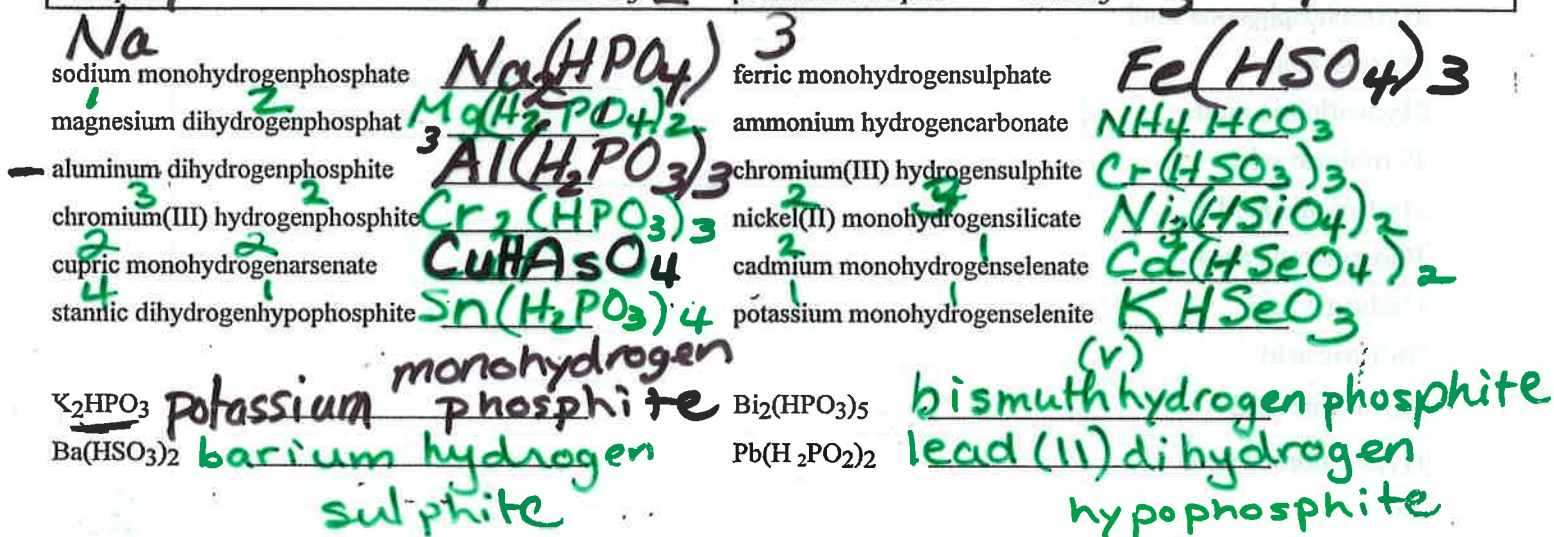 Na 3
sodium monohydrogenphosphate Na2(HPO4) ferric monohydrogensulphate Fe(HSO4)3
1 2
magnesium dihydrogenphosphat Mg(H2PO4)2 ammonium hydrogencarbonate NH4HCO3
3
aluminum dihydrogenphosphite Al(H2PO3)3 chromium(III) hydrogensulphite Cr(HSO3)3
3 2 2
chromium(III) hydrogenphosphite Cr2(HPO3)3 nickel(II) monohydrogensilicate Ni3(HSiO4)2
2 2 2 1
cupric monohydrogenarsenate CuHAsO4 cadmium monohydrogenselenate Cd(HSeO4)2
4 1 1 1
stannic dihydrogenhypophosphite Sn(H2PO3)4 potassium monohydrogenselenite KHSeO3
monohydrogen (v)
K2HPO3 potassium phosphite Bi2(HPO3)5 bismuth hydrogen phosphite
Ba(HSO3)2 barium hydrogen Pb(H2PO2)2 lead (11) dihydrogen
sulphite hypophosphite